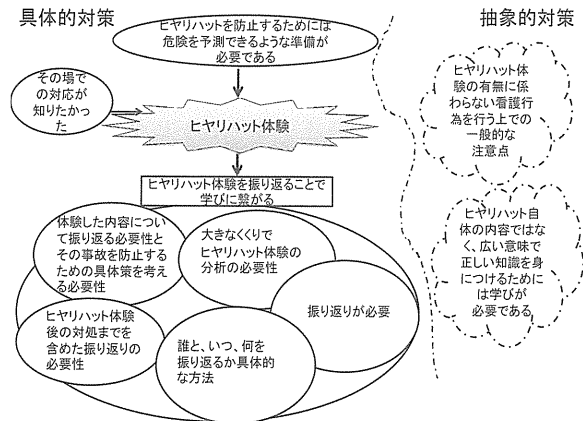 具体的対策
抽象的対策
ヒヤリハットを防止するためには
危険を予測できるような準備が
必要である
その場で
の対応が
知りたかっ
た
ヒヤリハット体験
ヒヤリハット体験を振り返ることで
学びに繋がる
体験した内容につい
て振り返る必要性と
その事故を防止する
ための具体策を考え
る必要性
大きなくくりで
ヒヤリハット体験の
分析の必要性
振り返りが必要
ヒヤリハット体験
後の対処までを
含めた振り返りの
必要性
誰と、いつ、何を
振り返るか具体的
な方法
ヒヤリハット体
験の有無に係
わらない看護行
為を行う上での
一般的な
注意点
ヒヤリハット自
体の内容ではな
く、広い意味で
正しい知識を身
につけるために
は学びが
必要である